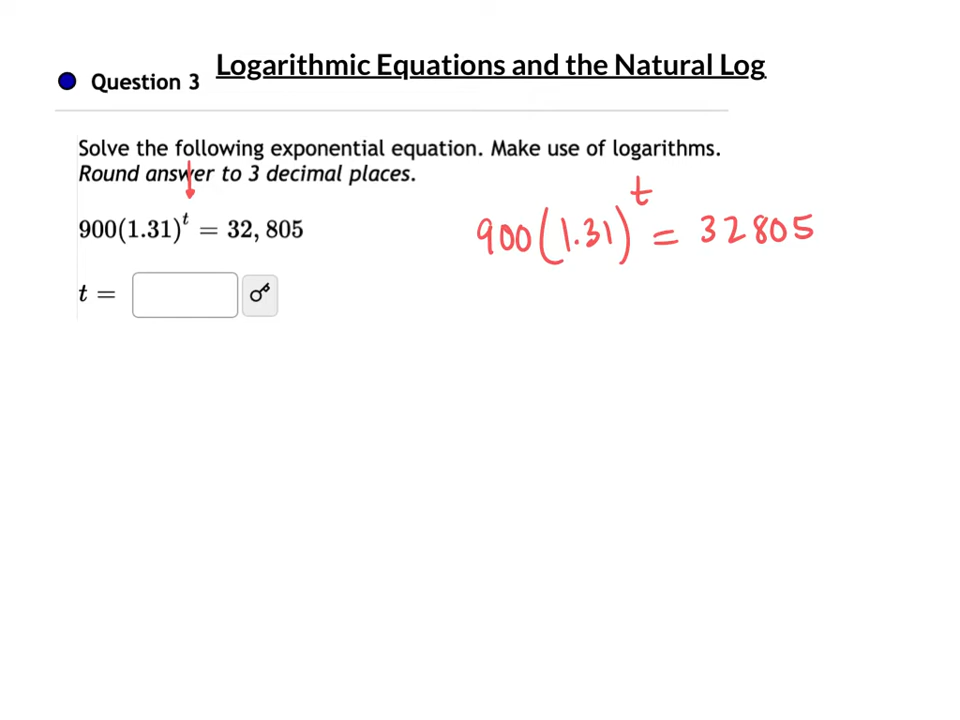 Logarithmic Equations and the Natural Log
Question 3
Solve the following exponential equation. Make use of logarithms.
Round answer to 3 decimal places.
900(1.31)^t = 32, 805
900(1.31)^t = 32805
t =